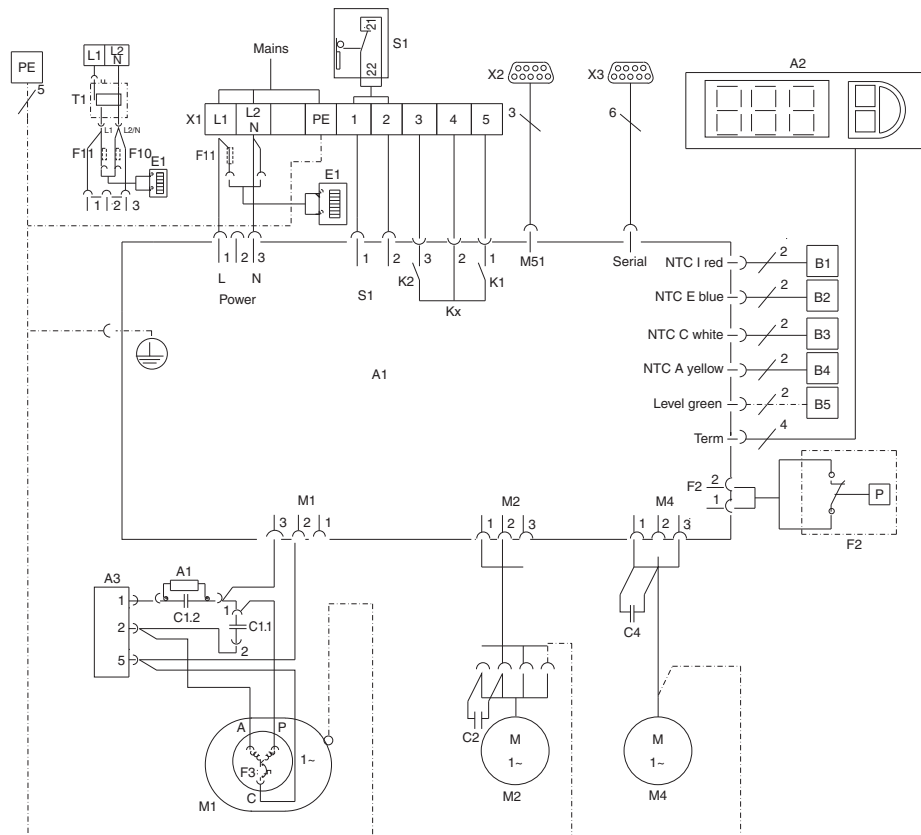 PE
5
L1 L2
N
T1
L1 L2/N
F11 F10
E1
1 2 3
Mains
21
22
S1
X1 L1 L2 N PE 1 2 3 4 5
F11
E1
X2
3
X3
6
A2
1 2 3
L N
Power
1 2
S1
3 2 1
K2 K1
Kx
M51
Serial
NTC I red 2 B1
NTC E blue 2 B2
NTC C white 2 B3
NTC A yellow 2 B4
Level green 2 B5
Term 4
A1
F2 2
1
P
F2
M1
3 2 1
M2
1 2 3
M4
1 2 3
A3
1
2
5
A1
C1.2
1
C1.1
2
A P
F3
C
1~
M1
C2
M
1~
M2
C4
M
1~
M4